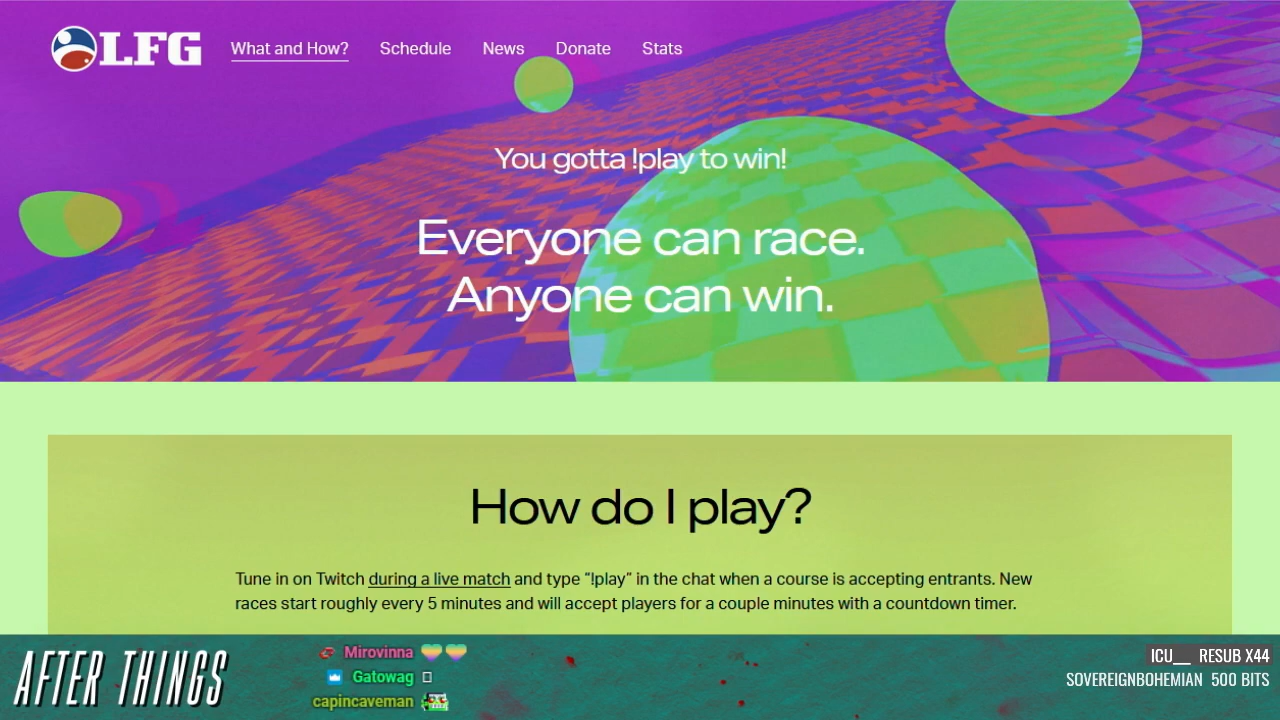 LFG
What and How?
Schedule
News
Donate
Stats
You gotta !play to win!
Everyone can race.
Anyone can win.
How do I play?
Tune in on Twitch during a live match and type “!play” in the chat when a course is accepting entrants. New
races start roughly every 5 minutes and will accept players for a couple minutes with a countdown timer.
AFTER THINGS
Mirovinna
Gatowag
capincaveman
ICU__ RESUB X44
SOVEREIGNBOHEMIAN 500 BITS